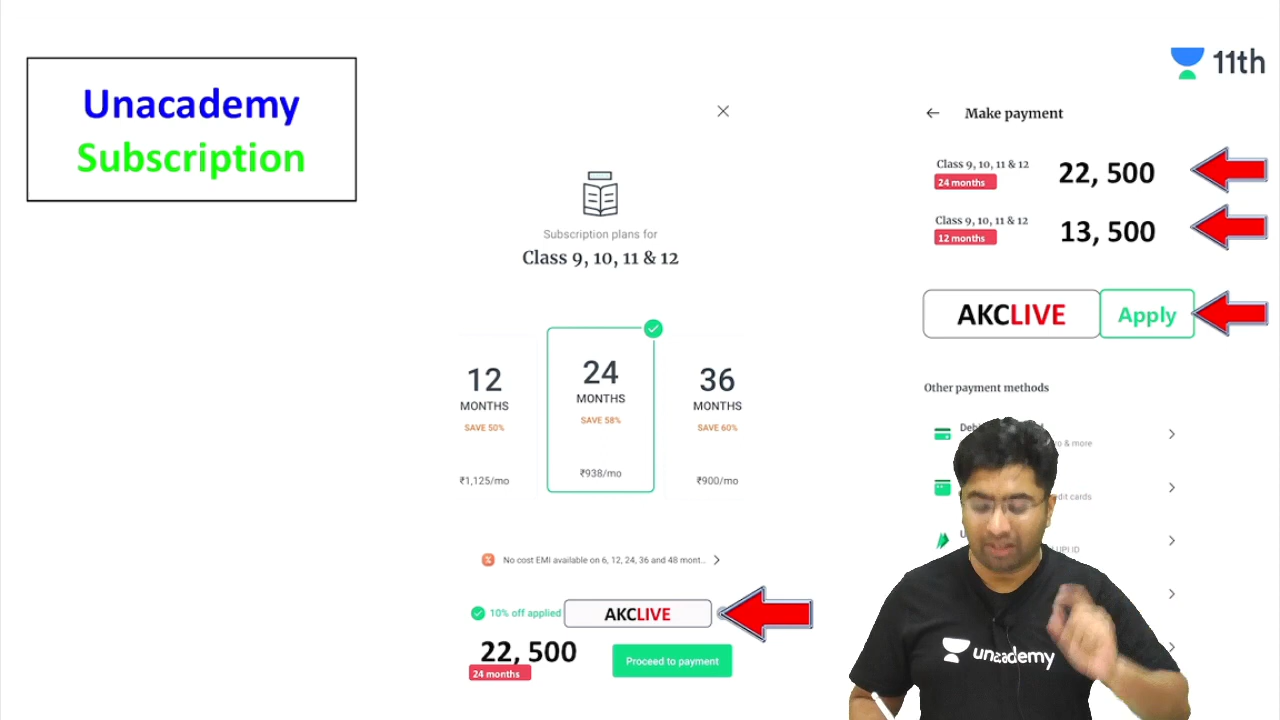 Unacademy
Subscription
11th
Subscription plans for
Class 9, 10, 11 & 12
12
MONTHS
SAVE 50%
₹1,125/mo
24
MONTHS
SAVE 58%
₹938/mo
36
MONTHS
SAVE 60%
₹900/mo
No cost EMI available on 6, 12, 24, 36 and 48 mont..
10% off applied
AKCLIVE
22, 500
24 months
Proceed to payment
Make payment
Class 9, 10, 11 & 12
24 months
22, 500
Class 9, 10, 11 & 12
12 months
13, 500
AKCLIVE
Apply
Other payment methods
& more
cards
ID
unacademy